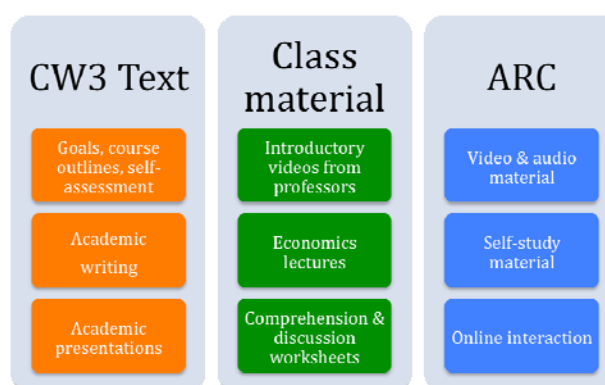 CW3 Text
Goals, course
outlines, self-
assessment
Academic
writing
Academic
presentations
Class
material
Introductory
videos from
professors
Economics
lectures
Comprehension &
discussion
worksheets
ARC
Video & audio
material
Self-study
material
Online interaction